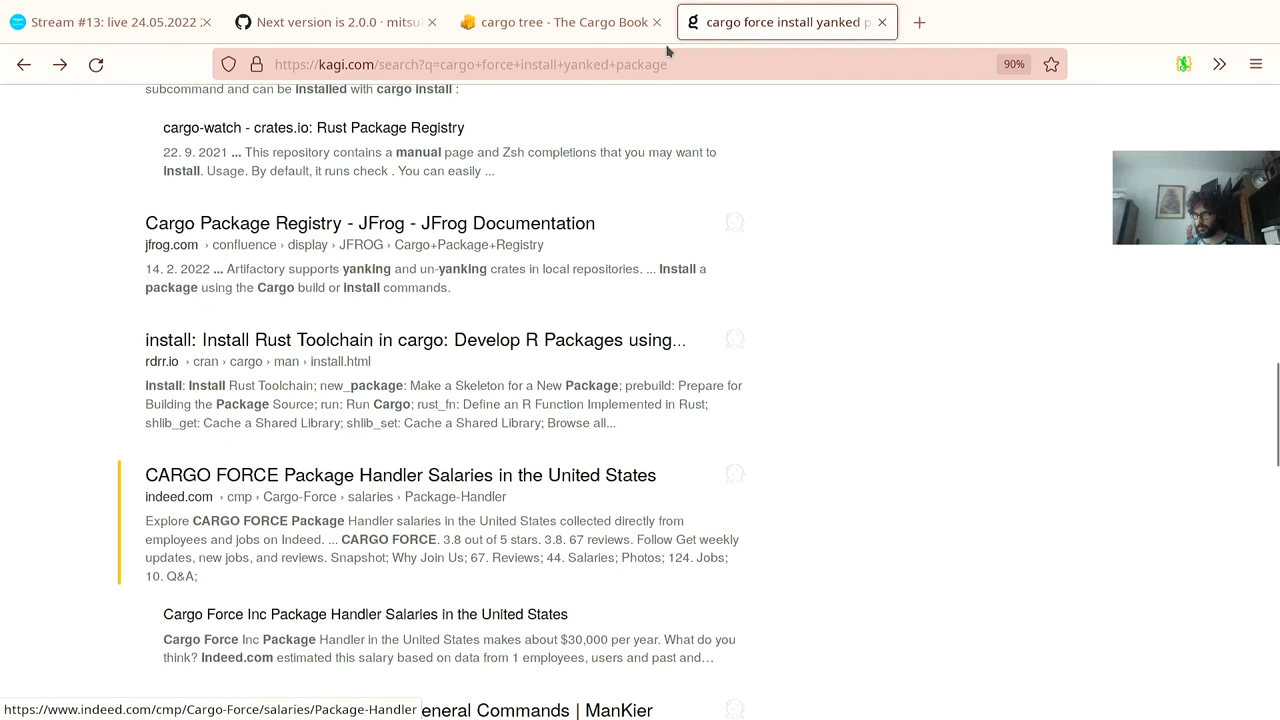 Stream #13: live 24.05.2022
Next version is 2.0.0 · mitsu
cargo tree - The Cargo Book
cargo force install yanked p
https://kagi.com/search?q=cargo+force+install+yanked+package
90%
subcommand and can be installed with cargo install :
cargo-watch - crates.io: Rust Package Registry
22. 9. 2021 ... This repository contains a manual page and Zsh completions that you may want to
install. Usage. By default, it runs check . You can easily ...
Cargo Package Registry - JFrog - JFrog Documentation
jfrog.com › confluence › display › JFROG › Cargo+Package+Registry
14. 2. 2022 ... Artifactory supports yanking and un-yanking crates in local repositories. ... Install a
package using the Cargo build or install commands.
install: Install Rust Toolchain in cargo: Develop R Packages using...
rdrr.io › cran › cargo › man › install.html
install: Install Rust Toolchain; new_package: Make a Skeleton for a New Package; prebuild: Prepare for
Building the Package Source; run: Run Cargo; rust_fn: Define an R Function Implemented in Rust;
shlib_get: Cache a Shared Library; shlib_set: Cache a Shared Library; Browse all...
CARGO FORCE Package Handler Salaries in the United States
indeed.com › cmp › Cargo-Force › salaries › Package-Handler
Explore CARGO FORCE Package Handler salaries in the United States collected directly from
employees and jobs on Indeed. ... CARGO FORCE. 3.8 out of 5 stars. 3.8. 67 reviews. Follow Get weekly
updates, new jobs, and reviews. Snapshot; Why Join Us; 67. Reviews; 44. Salaries; Photos; 124. Jobs;
10. Q&A;
Cargo Force Inc Package Handler Salaries in the United States
Cargo Force Inc Package Handler in the United States makes about $30,000 per year. What do you
think? Indeed.com estimated this salary based on data from 1 employees, users and past and…
https://www.indeed.com/cmp/Cargo-Force/salaries/Package-Handler
eneral Commands | ManKier